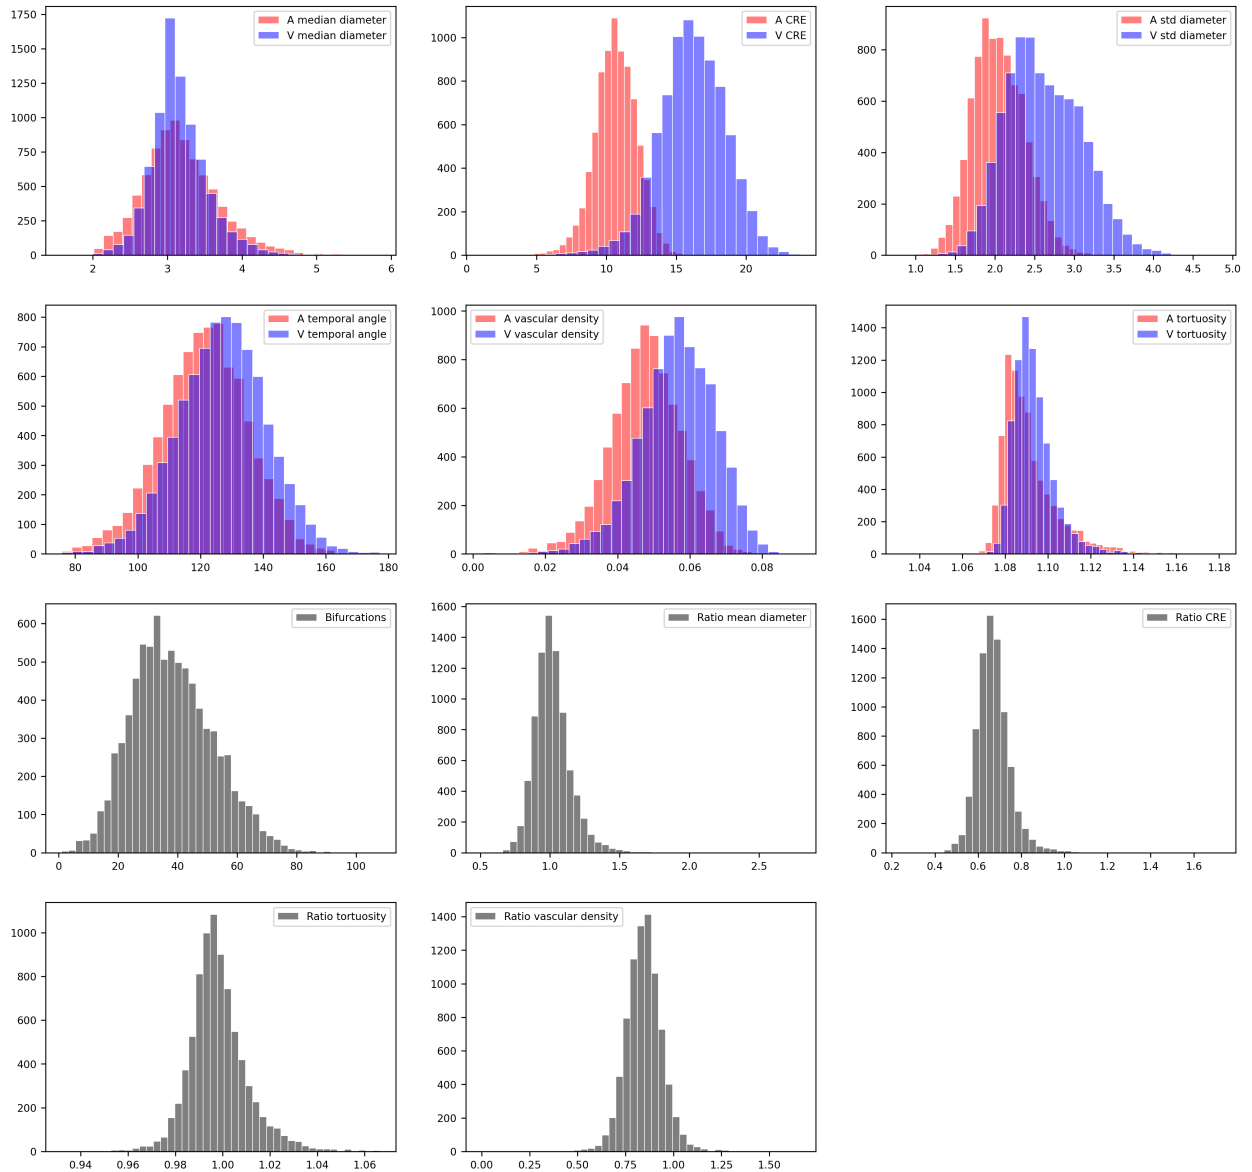 A median diameter
V median diameter
0 250 500 750 1000 1250 1500 1750
2 3 4 5 6
A CRE
V CRE
0 200 400 600 800 1000
0 5 10 15 20
A std diameter
V std diameter
0 200 400 600 800
1.0 1.5 2.0 2.5 3.0 3.5 4.0 4.5 5.0
A temporal angle
V temporal angle
0 100 200 300 400 500 600 700 800
80 100 120 140 160 180
A vascular density
V vascular density
0 200 400 600 800 1000
0.00 0.02 0.04 0.06 0.08
A tortuosity
V tortuosity
0 200 400 600 800 1000 1200 1400
1.04 1.06 1.08 1.10 1.12 1.14 1.16 1.18
Bifurcations
0 100 200 300 400 500 600
0 20 40 60 80 100
Ratio mean diameter
0 200 400 600 800 1000 1200 1400 1600
0.5 1.0 1.5 2.0 2.5
Ratio CRE
0 200 400 600 800 1000 1200 1400 1600
0.2 0.4 0.6 0.8 1.0 1.2 1.4 1.6
Ratio tortuosity
0 200 400 600 800 1000
0.94 0.96 0.98 1.00 1.02 1.04 1.06
Ratio vascular density
0 200 400 600 800 1000 1200 1400
0.00 0.25 0.50 0.75 1.00 1.25 1.50